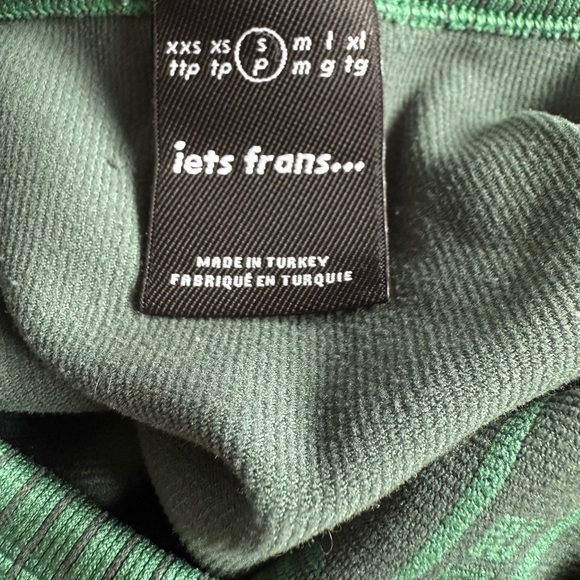 xxs xs s m l xl
ttp tp p m g tg
iets frans...
MADE IN TURKEY
FABRIQUÉ EN TURQUIE